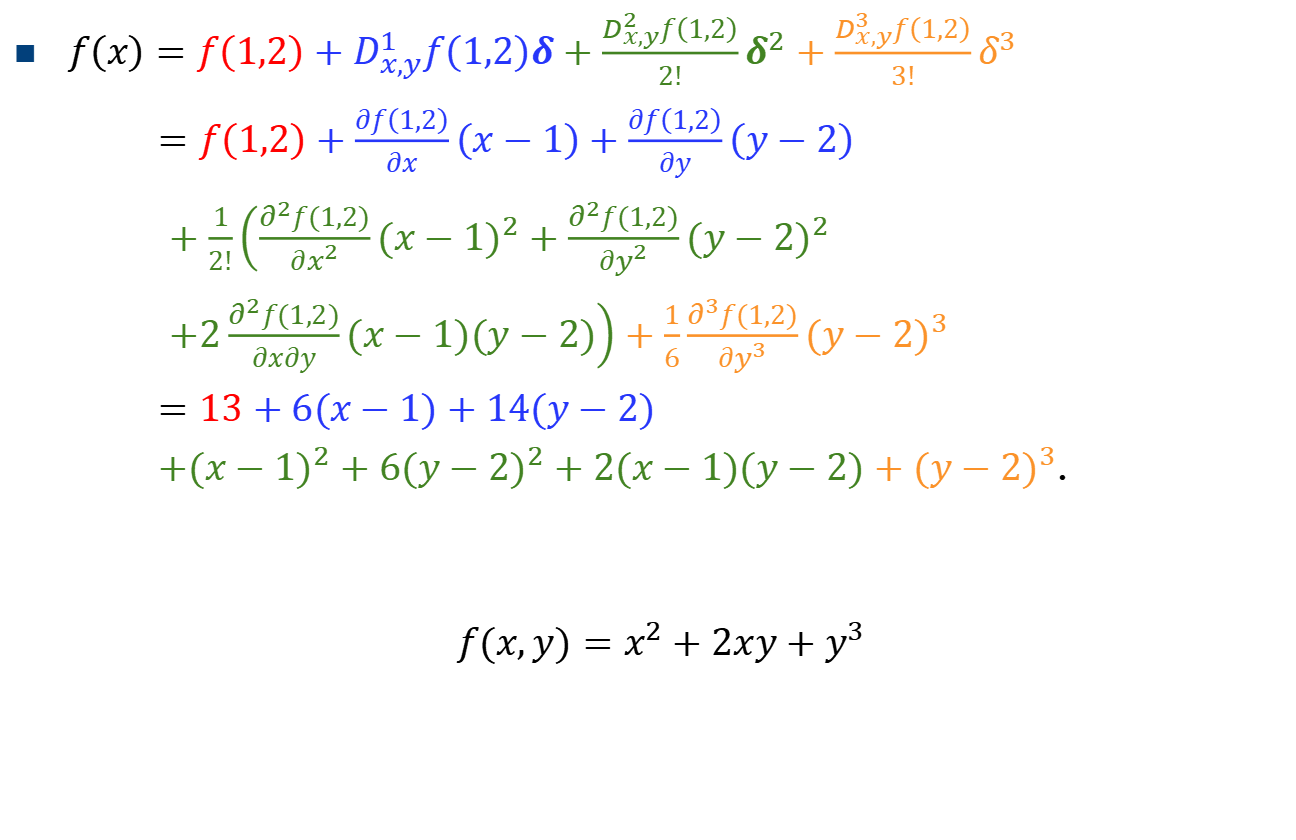 ▪ f(x) = f(1,2) + D¹ₓ,ᵧf(1,2)δ + D²ₓ,ᵧf(1,2)/2! δ² + D³ₓ,ᵧf(1,2)/3! δ³
= f(1,2) + ∂f(1,2)/∂x (x − 1) + ∂f(1,2)/∂y (y − 2)
+ 1/2! (∂²f(1,2)/∂x² (x − 1)² + ∂²f(1,2)/∂y² (y − 2)²
+2 ∂²f(1,2)/∂x∂y (x − 1)(y − 2)) + 1/6 ∂³f(1,2)/∂y³ (y − 2)³
= 13 + 6(x − 1) + 14(y − 2)
+(x − 1)² + 6(y − 2)² + 2(x − 1)(y − 2) + (y − 2)³.
f(x, y) = x² + 2xy + y³